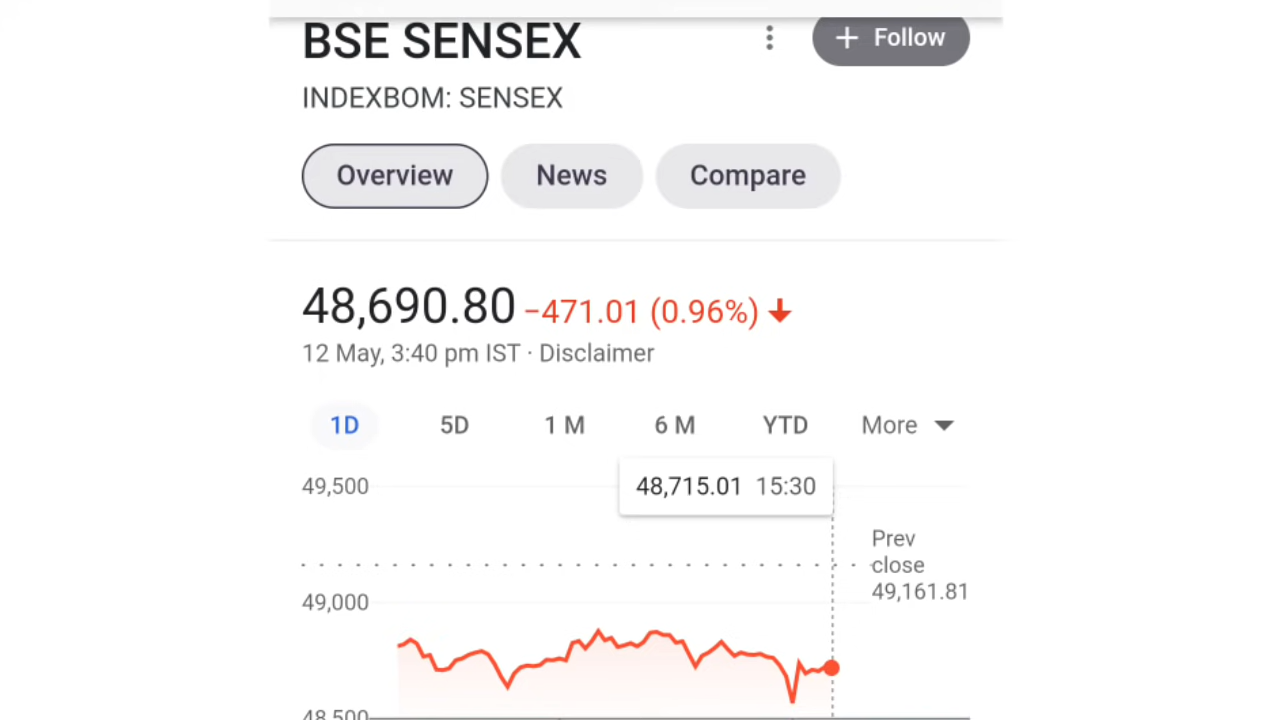 BSE SENSEX
+ Follow
INDEXBOM: SENSEX
Overview News Compare
48,690.80 -471.01 (0.96%)
12 May, 3:40 pm IST · Disclaimer
1D 5D 1 M 6 M YTD More
49,500
48,715.01 15:30
Prev
close
49,161.81
49,000
48,500